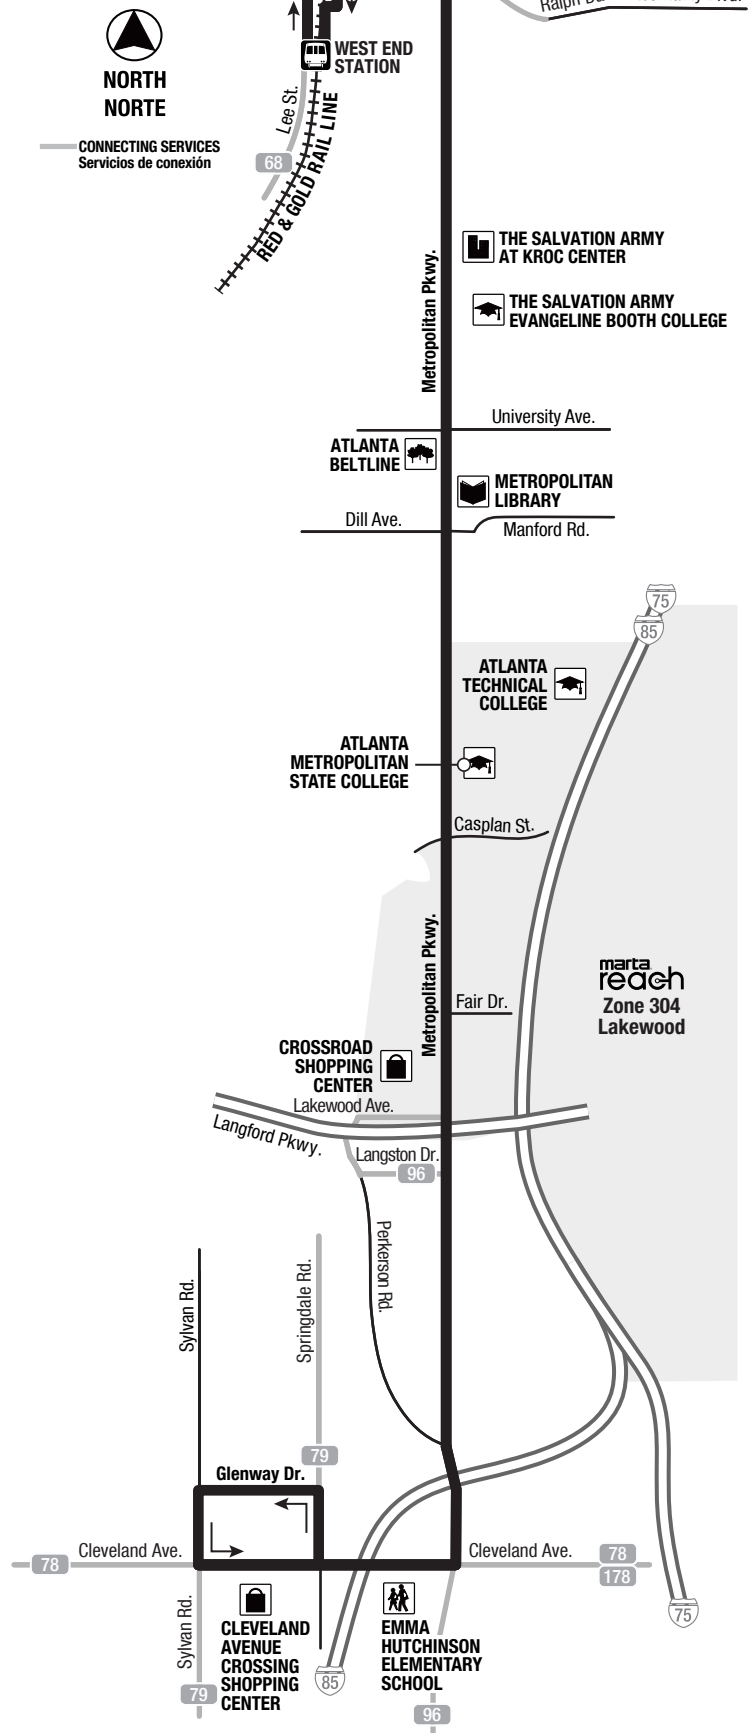 NORTH
NORTE
CONNECTING SERVICES
Servicios de conexión
WEST END
STATION
Lee St.
68
RED & GOLD RAIL LINE
Ralph
Metropolitan Pkwy.
THE SALVATION ARMY
AT KROC CENTER
THE SALVATION ARMY
EVANGELINE BOOTH COLLEGE
University Ave.
ATLANTA
BELTLINE
METROPOLITAN
LIBRARY
Dill Ave.
Manford Rd.
75
85
ATLANTA
TECHNICAL
COLLEGE
ATLANTA
METROPOLITAN
STATE COLLEGE
Casplan St.
Metropolitan Pkwy.
marta
reach
Zone 304
Lakewood
Fair Dr.
CROSSROAD
SHOPPING
CENTER
Lakewood Ave.
Langford Pkwy.
Langston Dr.
96
Perkerson Rd.
Sylvan Rd.
Springdale Rd.
79
Glenway Dr.
Cleveland Ave.
78
Cleveland Ave.
78
178
Sylvan Rd.
79
CLEVELAND
AVENUE
CROSSING
SHOPPING
CENTER
85
EMMA
HUTCHINSON
ELEMENTARY
SCHOOL
96
75